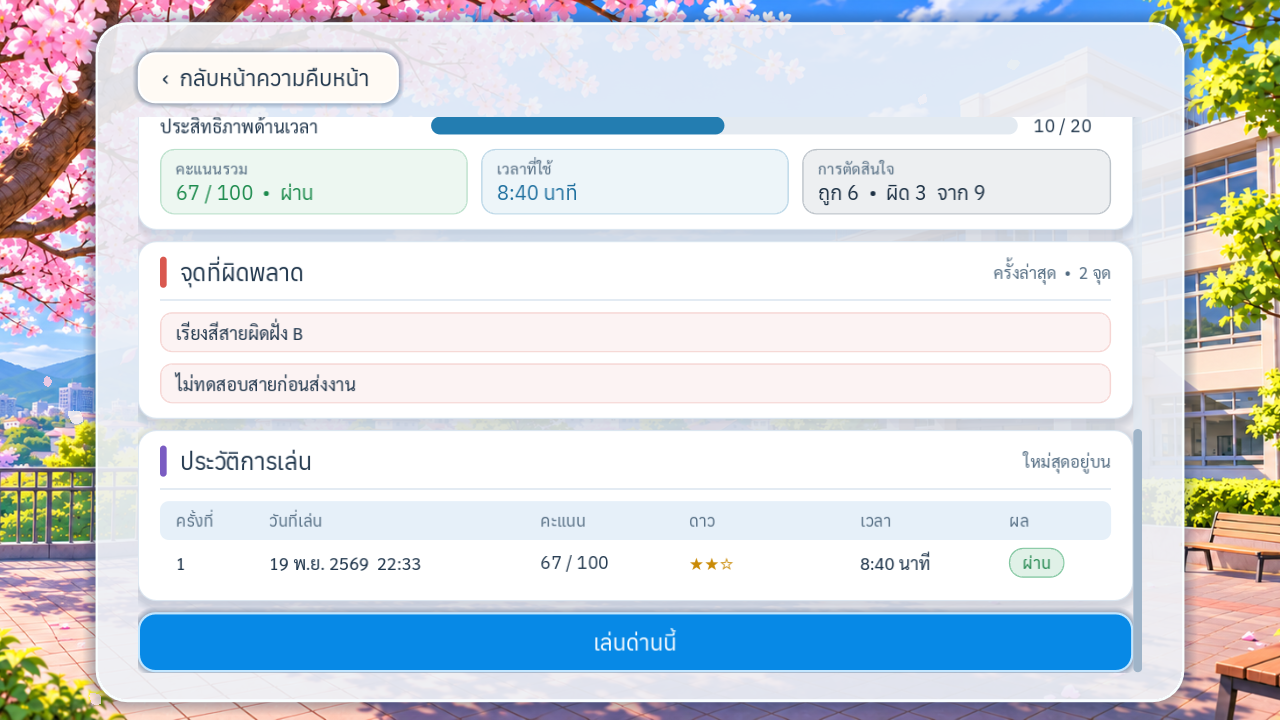 ‹ กลับหน้าความคืบหน้า
ประสิทธิภาพด้านเวลา 10 / 20
คะแนนรวม เวลาที่ใช้ การตัดสินใจ
67 / 100 • ผ่าน 8:40 นาที ถูก 6 • ผิด 3 จาก 9
จุดที่ผิดพลาด ครั้งล่าสุด • 2 จุด
เรียงสีสายผิดฝั่ง B
ไม่ทดสอบสายก่อนส่งงาน
ประวัติการเล่น ใหม่สุดอยู่บน
ครั้งที่ วันที่เล่น คะแนน ดาว เวลา ผล
1 19 พ.ย. 2569 22:33 67 / 100 ★★☆ 8:40 นาที ผ่าน
เล่นด่านนี้